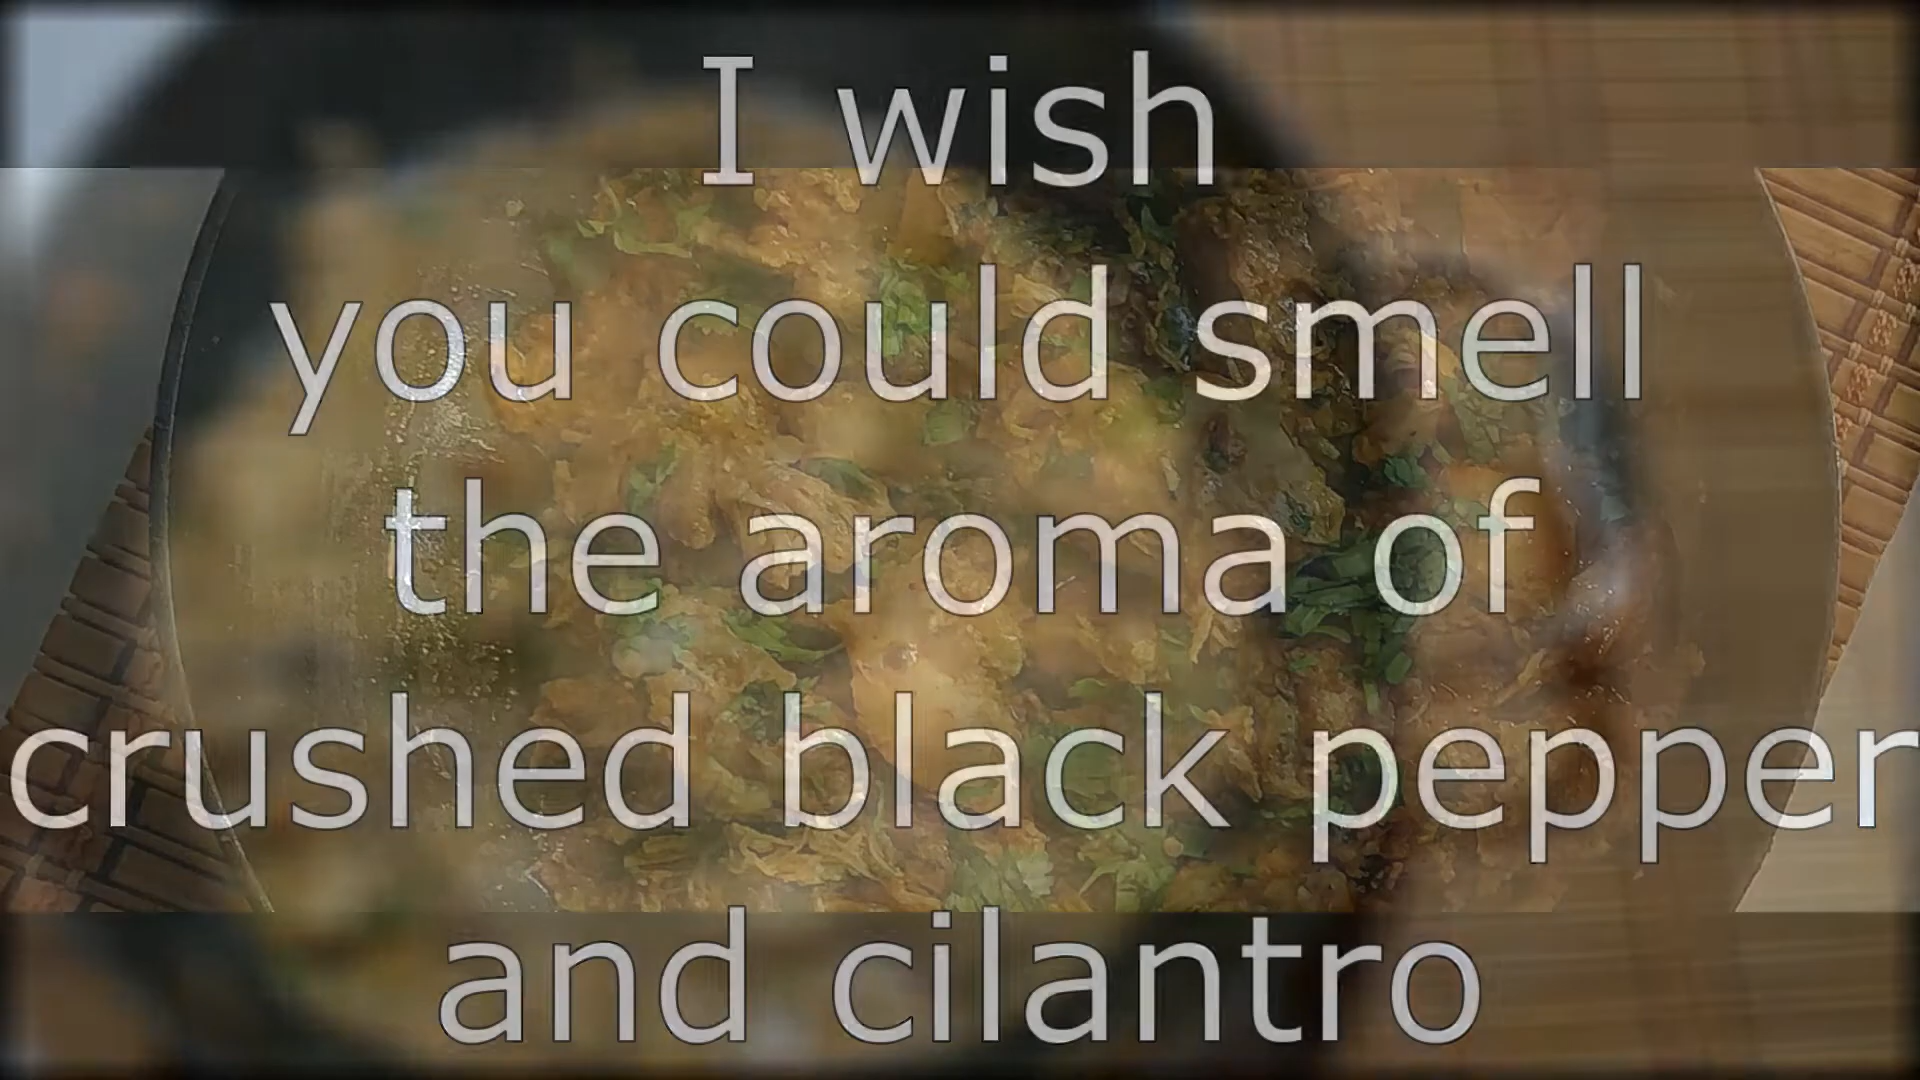 I wish
you could smell
the aroma of
crushed black pepper
and cilantro